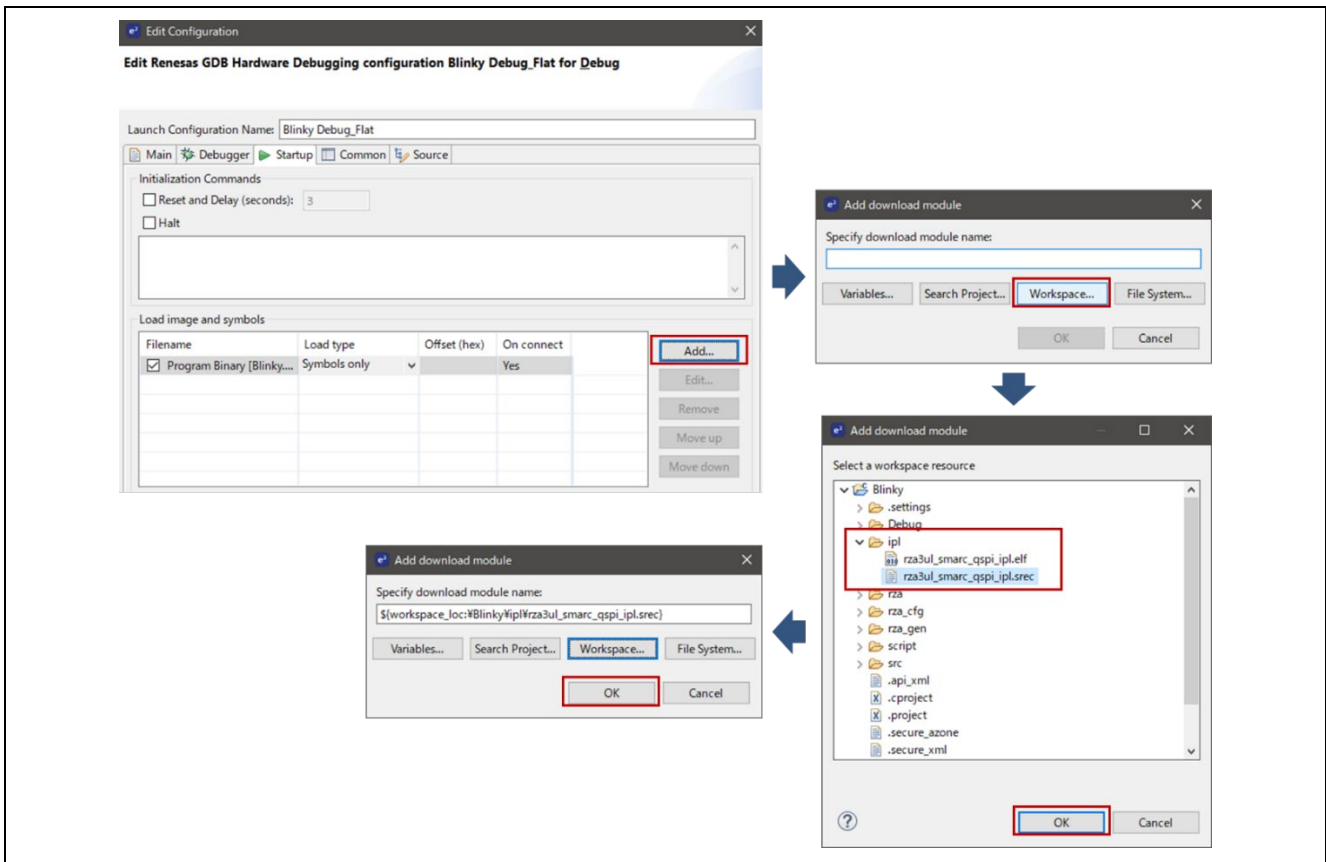 Edit Configuration
Edit Renesas GDB Hardware Debugging configuration Blinky Debug_Flat for Debug
Launch Configuration Name: Blinky Debug_Flat
Main Debugger Startup Common Source
Initialization Commands
Reset and Delay (seconds): 3
Halt
Load image and symbols
Filename Load type Offset (hex) On connect
Program Binary [Blinky.... Symbols only Yes
Add...
Edit...
Remove
Move up
Move down
Add download module
Specify download module name:
Variables... Search Project... Workspace... File System...
OK Cancel
Add download module
Select a workspace resource
Blinky
.settings
Debug
ipl
rza3ul_smarc_qspi_ipl.elf
rza3ul_smarc_qspi_ipl.srec
rza
rza_cfg
rza_gen
script
src
.api_xml
.cproject
.project
.secure_azone
.secure_xml
OK Cancel
Add download module
Specify download module name:
${workspace_loc:¥Blinky¥ipl¥rza3ul_smarc_qspi_ipl.srec}
Variables... Search Project... Workspace... File System...
OK Cancel